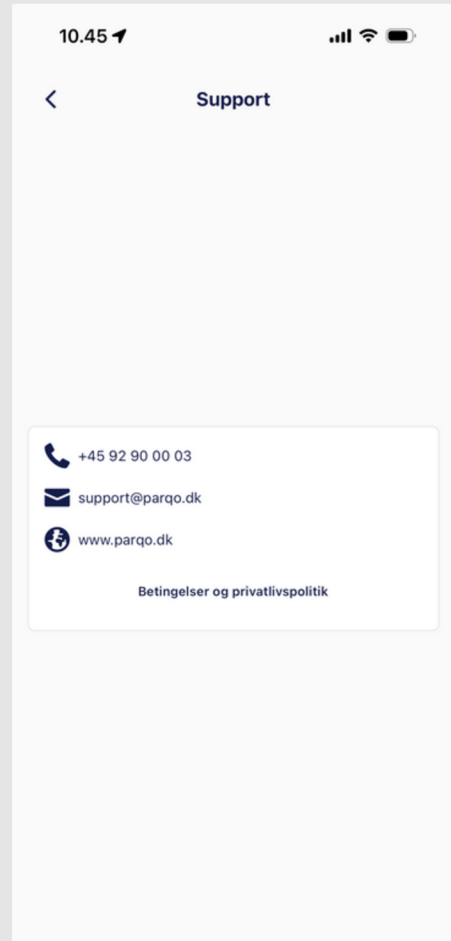 10.45
Support
+45 92 90 00 03
support@parqo.dk
www.parqo.dk
Betingelser og privatlivspolitik